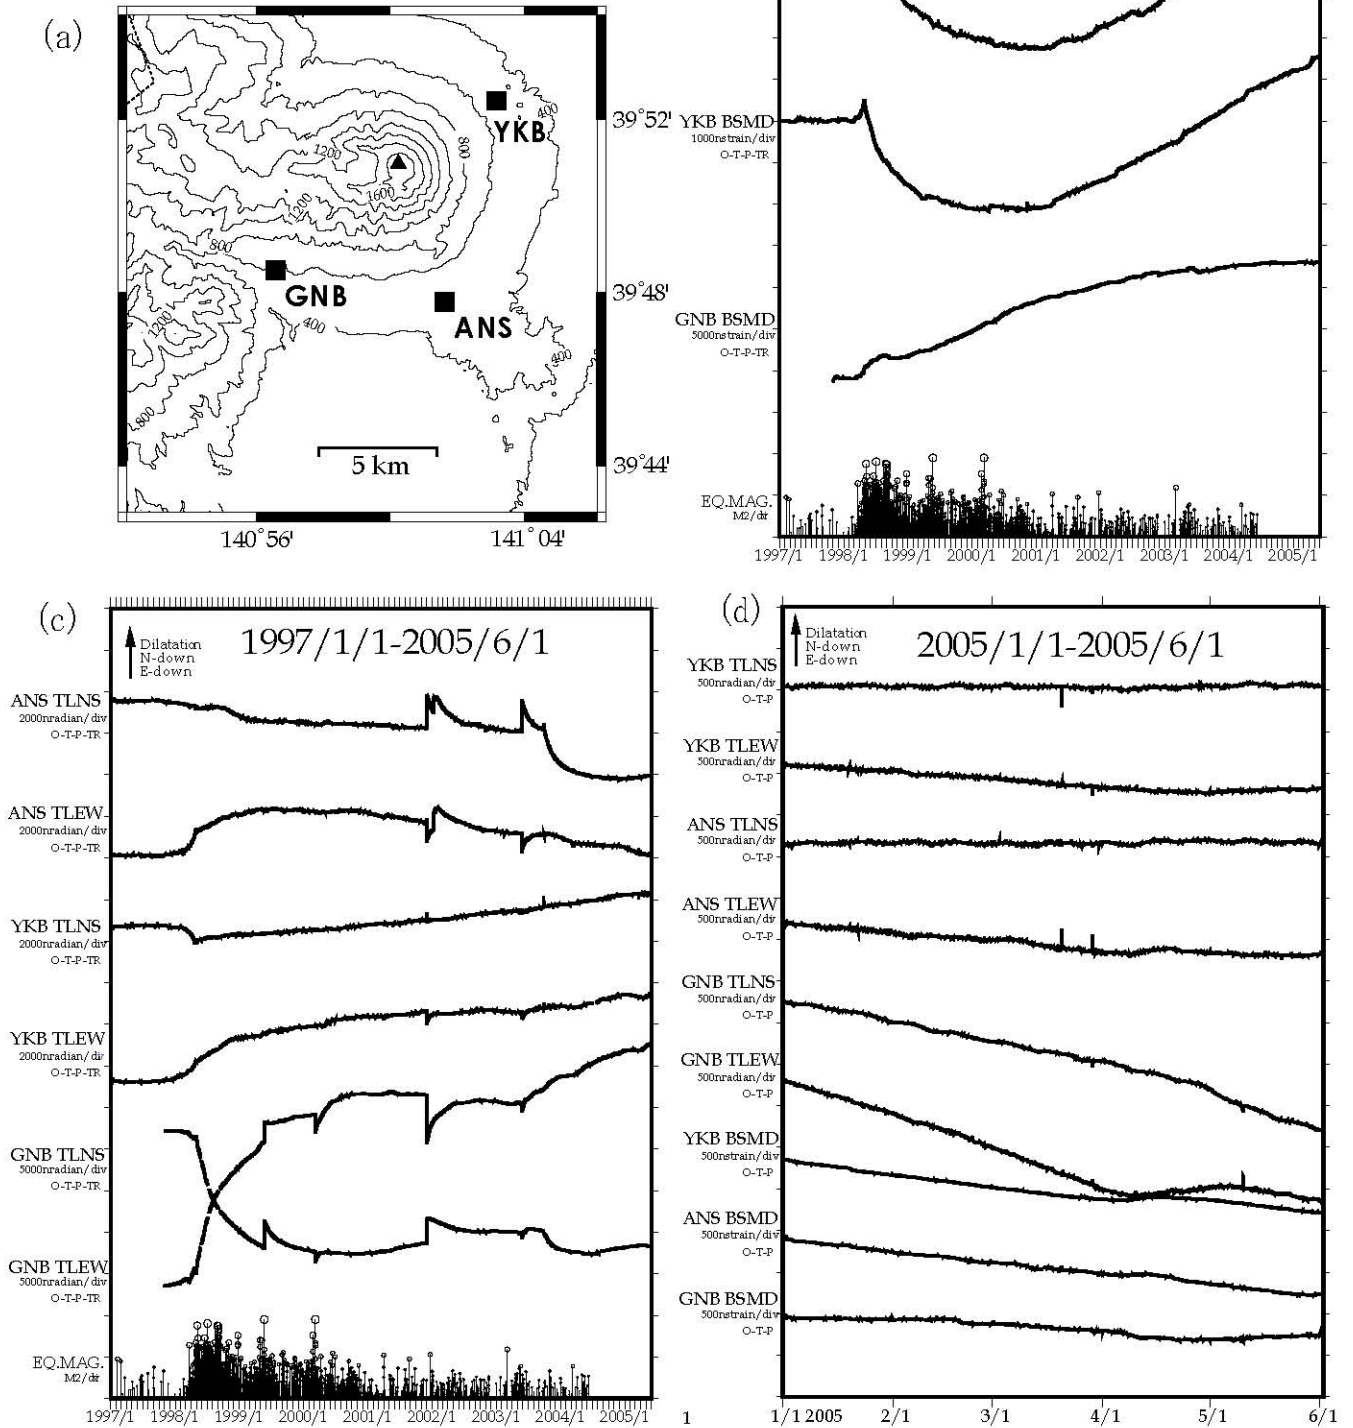 (a)
400
YKB
39°52'
800
1200
1600
1200
800
GNB
39°48'
ANS
400
1200
400
800
5 km
39°44'
140°56'
141°04'
YKB BSMD
1000nstrain/div
O-T-P-TR
GNB BSMD
5000nstrain/div
O-T-P-TR
EQ.MAG.
M2/div
1997/1 1998/1 1999/1 2000/1 2001/1 2002/1 2003/1 2004/1 2005/1
(c)
Dilatation
N-down
E-down
1997/1/1-2005/6/1
ANS TLNS
2000nradian/div
O-T-P-TR
ANS TLEW
2000nradian/div
O-T-P-TR
YKB TLNS
2000nradian/div
O-T-P-TR
YKB TLEW
2000nradian/div
O-T-P-TR
GNB TLNS
5000nradian/div
O-T-P-TR
GNB TLEW
5000nradian/div
O-T-P-TR
EQ.MAG.
M2/div
1997/1 1998/1 1999/1 2000/1 2001/1 2002/1 2003/1 2004/1 2005/1
(d)
Dilatation
N-down
E-down
2005/1/1-2005/6/1
YKB TLNS
500nradian/div
O-T-P
YKB TLEW
500nradian/div
O-T-P
ANS TLNS
500nradian/div
O-T-P
ANS TLEW
500nradian/div
O-T-P
GNB TLNS
500nradian/div
O-T-P
GNB TLEW
500nradian/div
O-T-P
YKB BSMD
500nstrain/div
O-T-P
ANS BSMD
500nstrain/div
O-T-P
GNB BSMD
500nstrain/div
O-T-P
1 1/1 2005 2/1 3/1 4/1 5/1 6/1